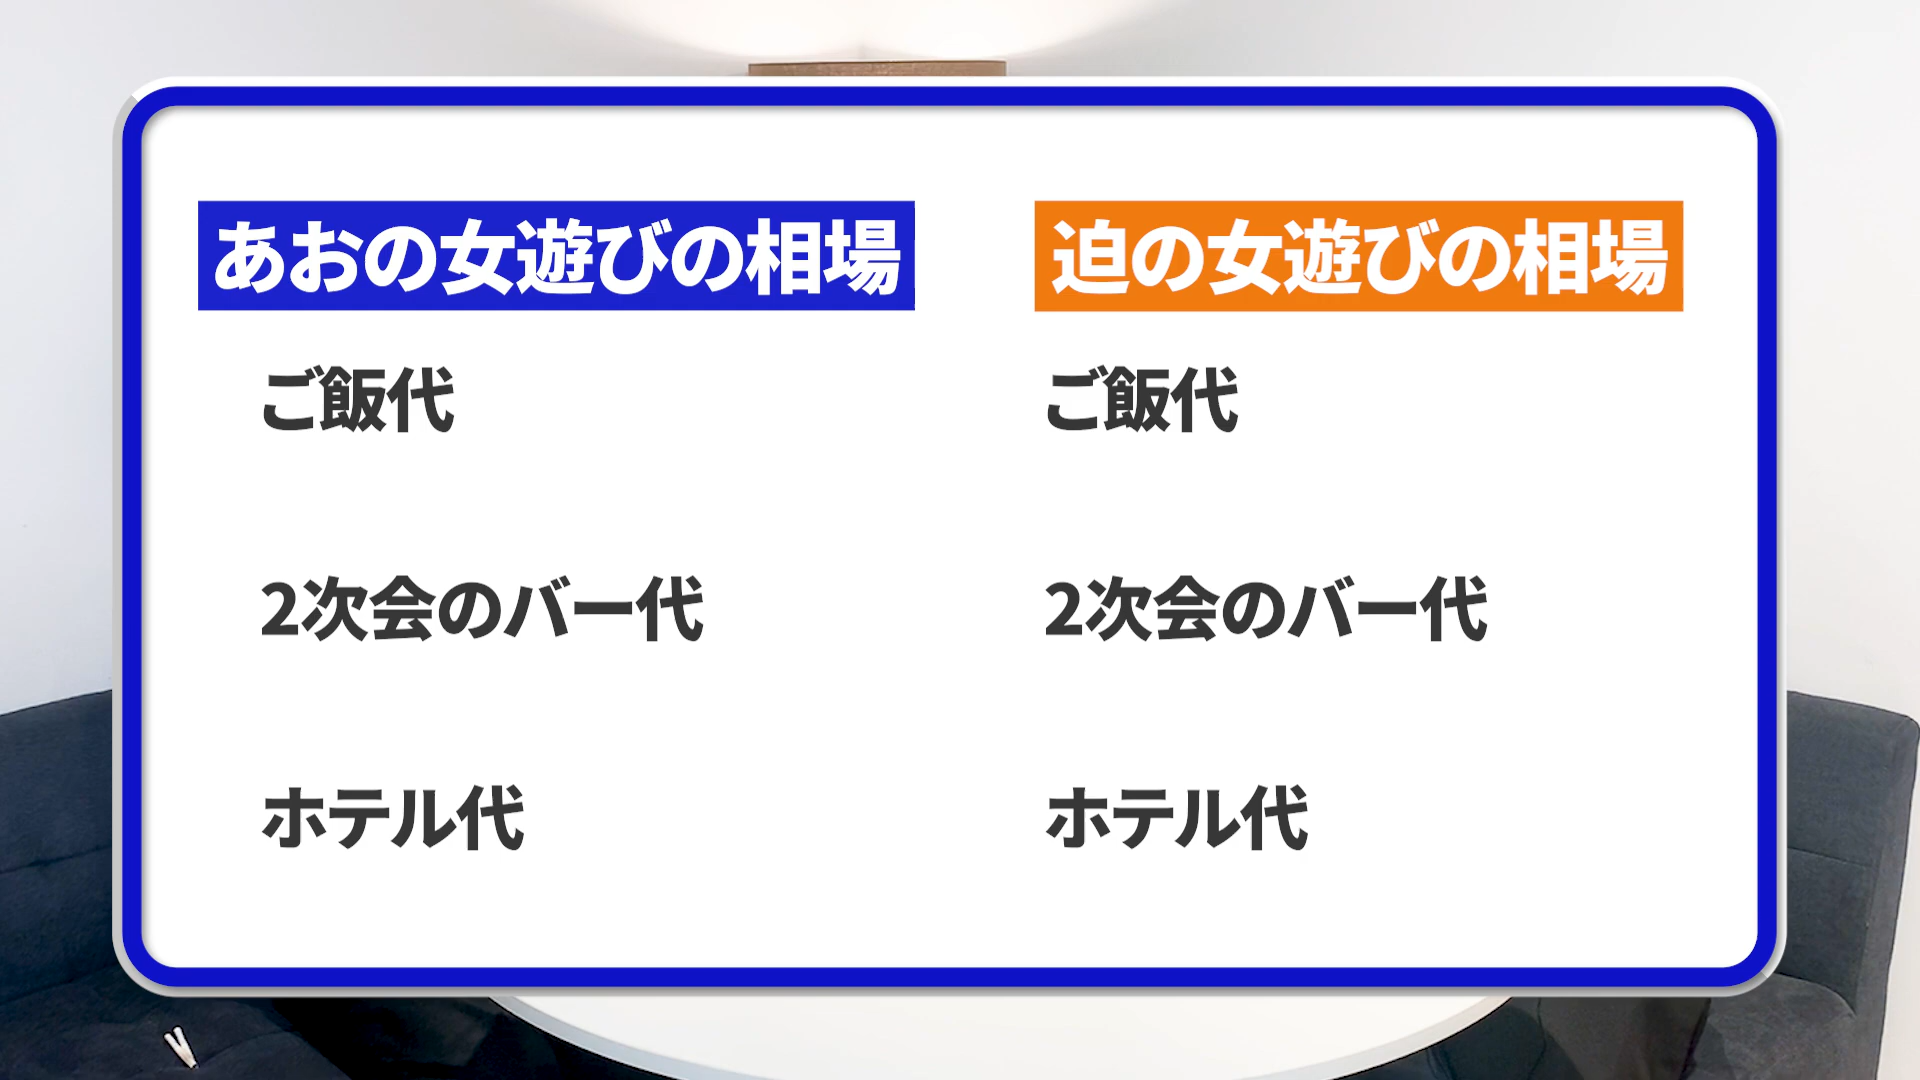 あおの女遊びの相場
ご飯代
2次会のバー代
ホテル代
迫の女遊びの相場
ご飯代
2次会のバー代
ホテル代